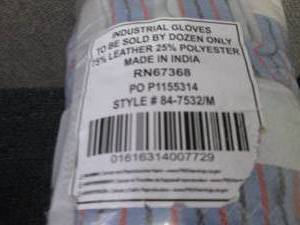 INDUSTRIAL GLOVES
TO BE SOLD BY DOZEN ONLY
75% LEATHER 25% POLYESTER
MADE IN INDIA
RN67368
PO P1155314
STYLE # 84-7532/M
01616314007729